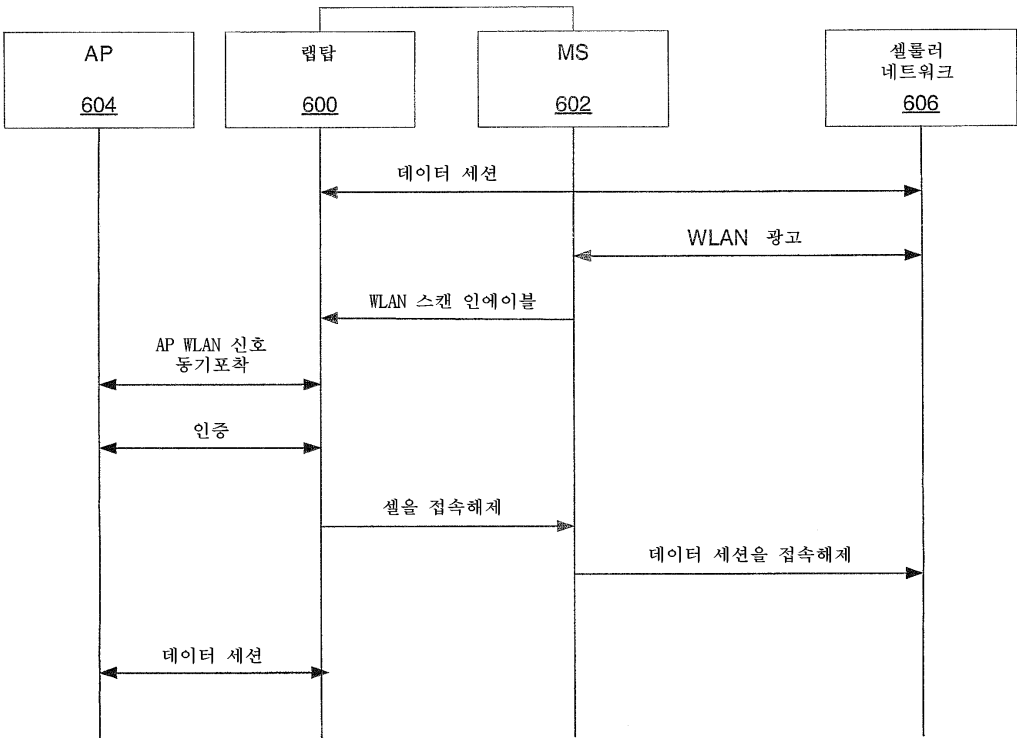 AP
604
랩탑
600
MS
602
셀룰러
네트워크
606
데이터 세션
WLAN 광고
WLAN 스캔 인에이블
AP WLAN 신호
동기포착
인증
셀을 접속해제
데이터 세션을 접속해제
데이터 세션